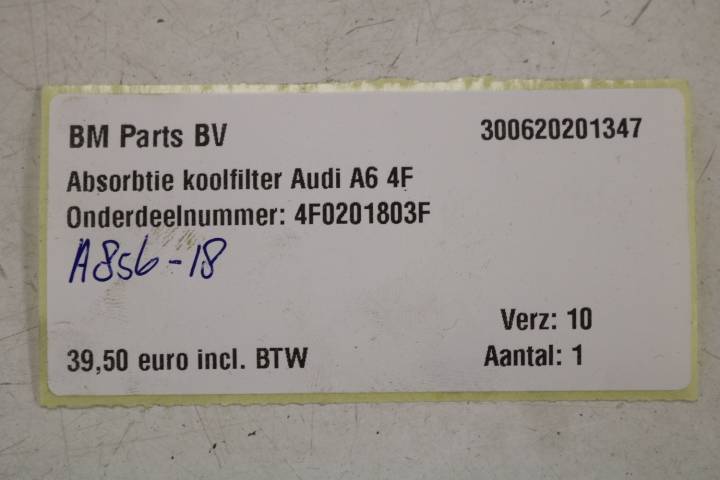 BM Parts BV 300620201347
Absorbtie koolfilter Audi A6 4F
Onderdeelnummer: 4F0201803F
A856-18
Verz: 10
39,50 euro incl. BTW Aantal: 1